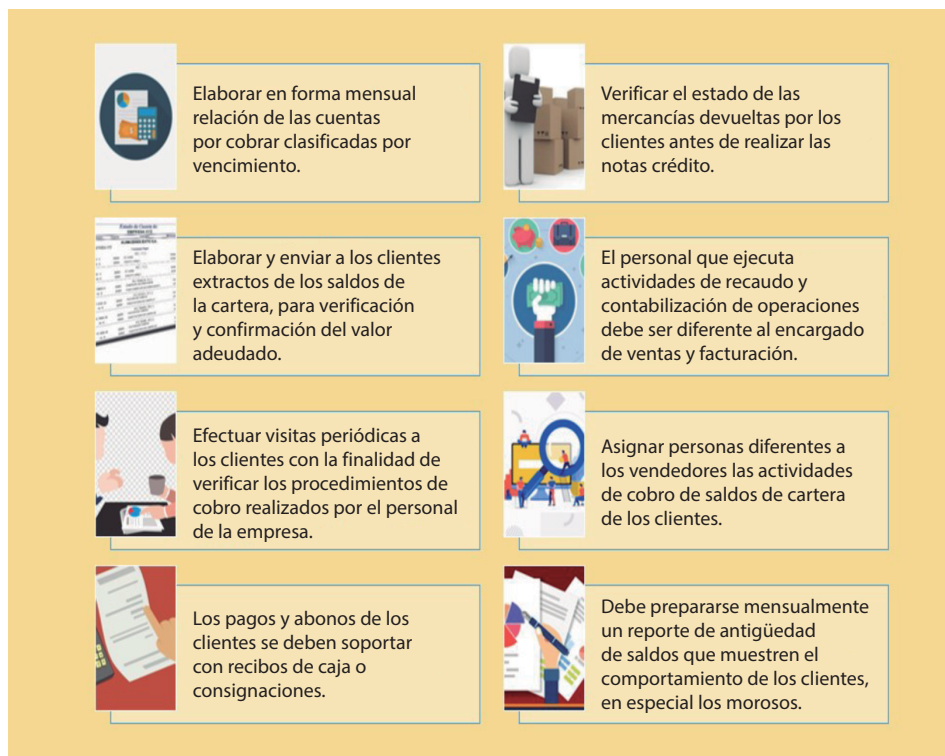 Elaborar en forma mensual
relación de las cuentas
por cobrar clasificadas por
vencimiento.
Verificar el estado de las
mercancías devueltas por los
clientes antes de realizar las
notas crédito.
Elaborar y enviar a los clientes
extractos de los saldos de
la cartera, para verificación
y confirmación del valor
adeudado.
El personal que ejecuta
actividades de recaudo y
contabilización de operaciones
debe ser diferente al encargado
de ventas y facturación.
Efectuar visitas periódicas a
los clientes con la finalidad de
verificar los procedimientos de
cobro realizados por el personal
de la empresa.
Asignar personas diferentes a
los vendedores las actividades
de cobro de saldos de cartera
de los clientes.
Los pagos y abonos de los
clientes se deben soportar
con recibos de caja o
consignaciones.
Debe prepararse mensualmente
un reporte de antigüedad
de saldos que muestren el
comportamiento de los clientes,
en especial los morosos.